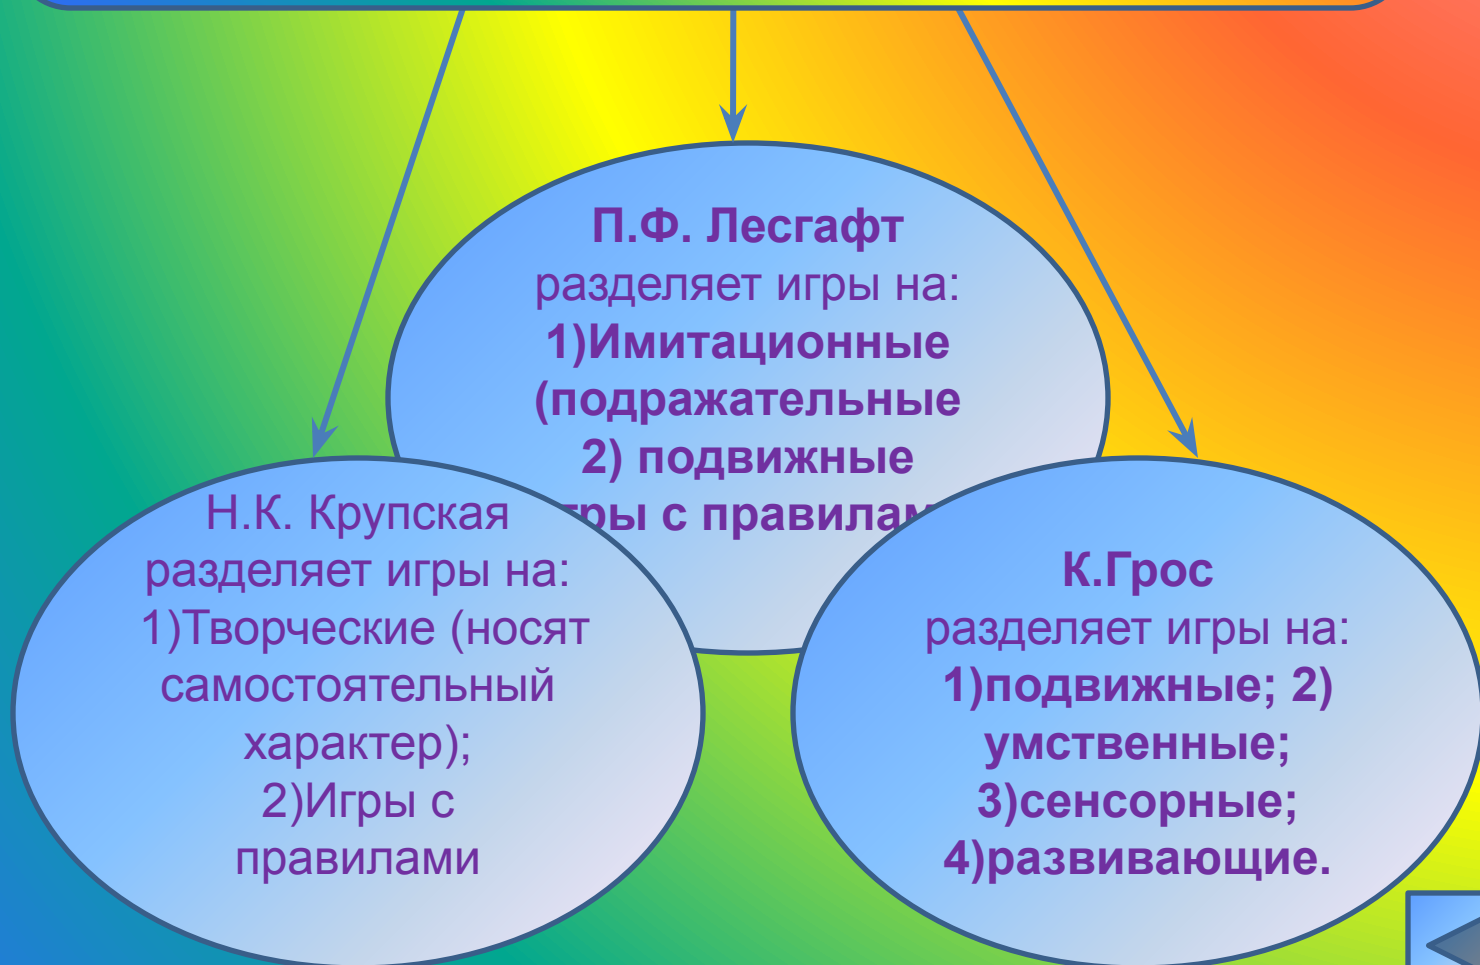 П.Ф. Лесгафт
разделяет игры на:
1)Имитационные
(подражательные
2) подвижные
с правилам
Н.К. Крупская
разделяет игры на:
1)Творческие (носят
самостоятельный
характер);
2)Игры с
правилами
К.Грос
разделяет игры на:
1)подвижные; 2)
умственные;
3)сенсорные;
4)развивающие.